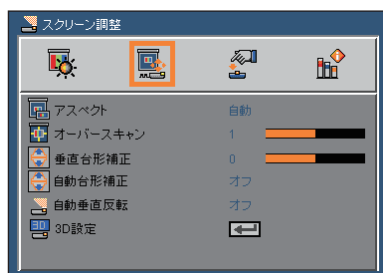 スクリーン調整
アスペクト 自動
オーバースキャン 1
垂直台形補正 0
自動台形補正 オフ
自動垂直反転 オフ
3D 3D設定